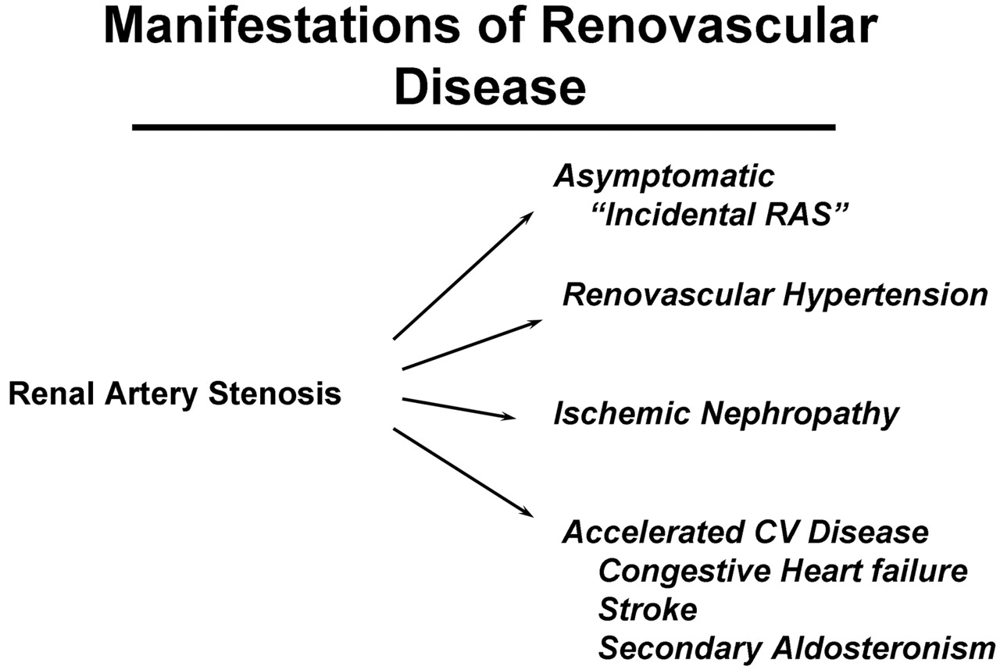 Manifestations of Renovascular
Disease
Asymptomatic
“Incidental RAS”
Renovascular Hypertension
Renal Artery Stenosis
Ischemic Nephropathy
Accelerated CV Disease
Congestive Heart failure
Stroke
Secondary Aldosteronism